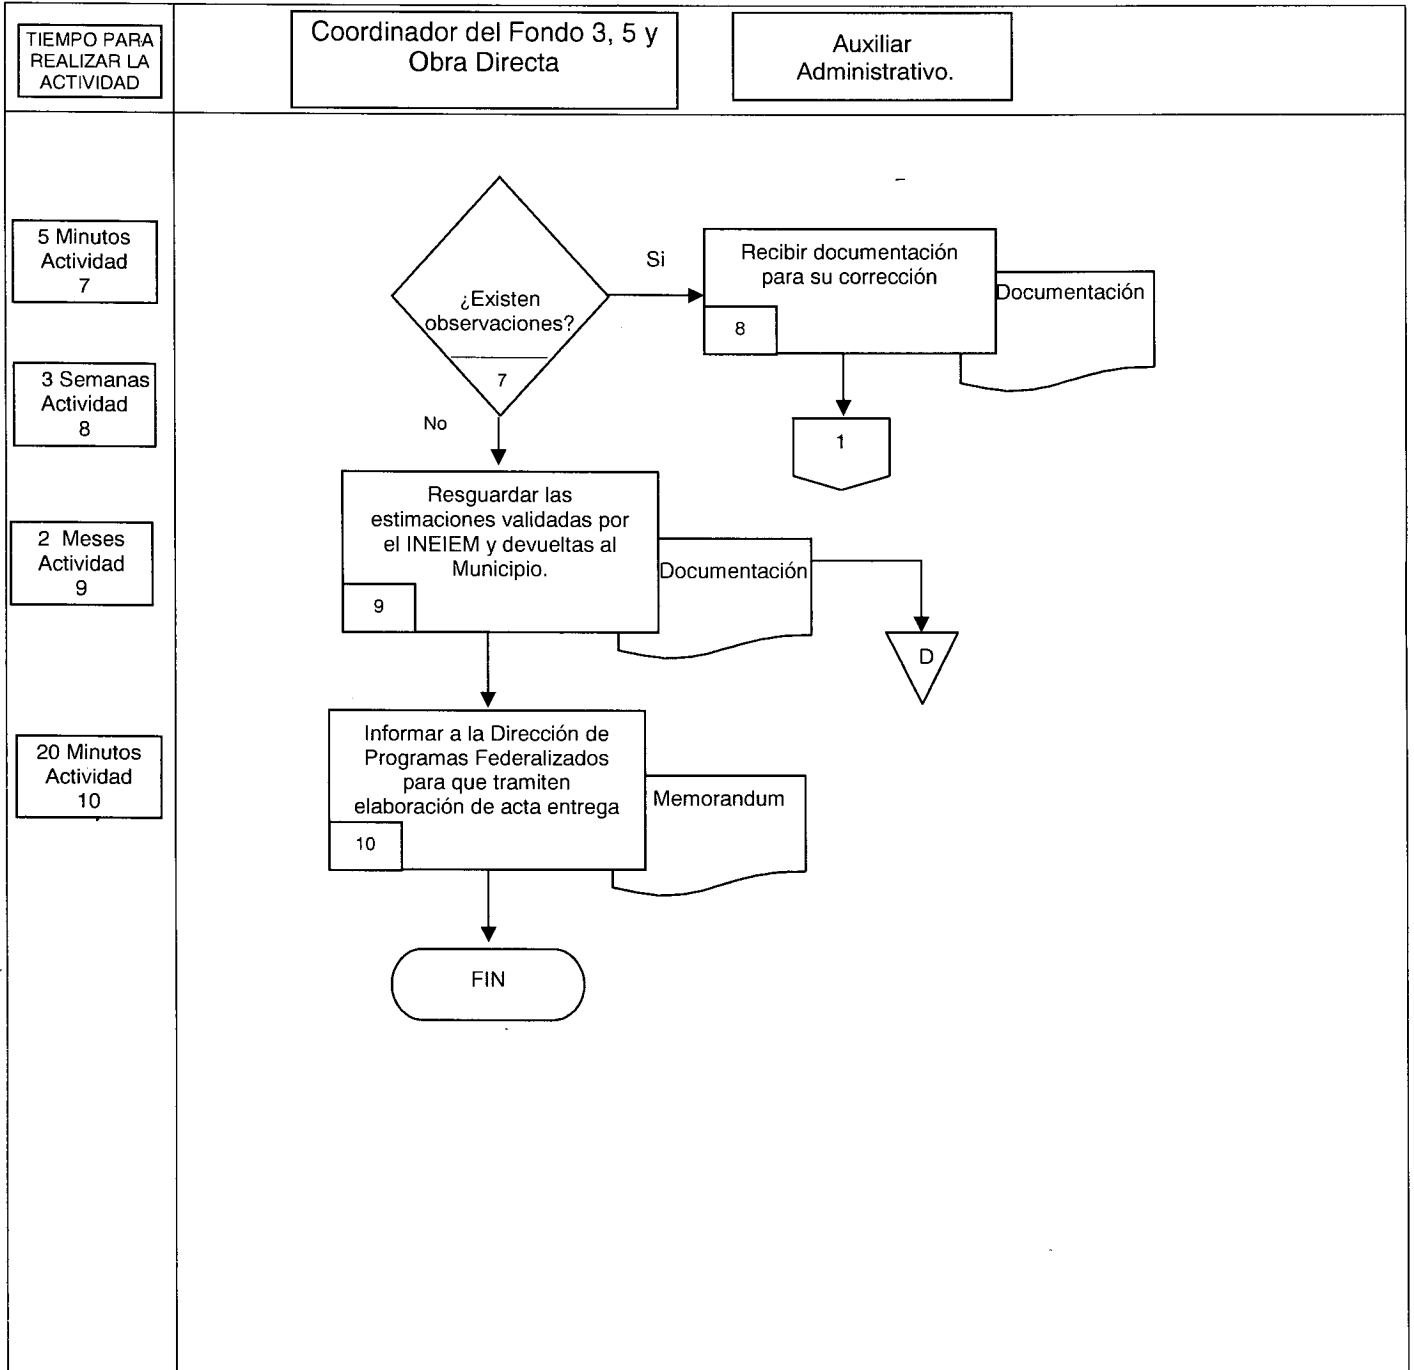 TIEMPO PARA
REALIZAR LA
ACTIVIDAD
Coordinador del Fondo 3, 5 y
Obra Directa
Auxiliar
Administrativo.
5 Minutos
Actividad
7
¿Existen
observaciones?
7
Si
Recibir documentación
para su corrección
8
Documentación
3 Semanas
Actividad
8
No
1
2 Meses
Actividad
9
Resguardar las
estimaciones validadas por
el INEIEM y devueltas al
Municipio.
9
Documentación
D
20 Minutos
Actividad
10
Informar a la Dirección de
Programas Federalizados
para que tramiten
elaboración de acta entrega
10
Memorandum
FIN